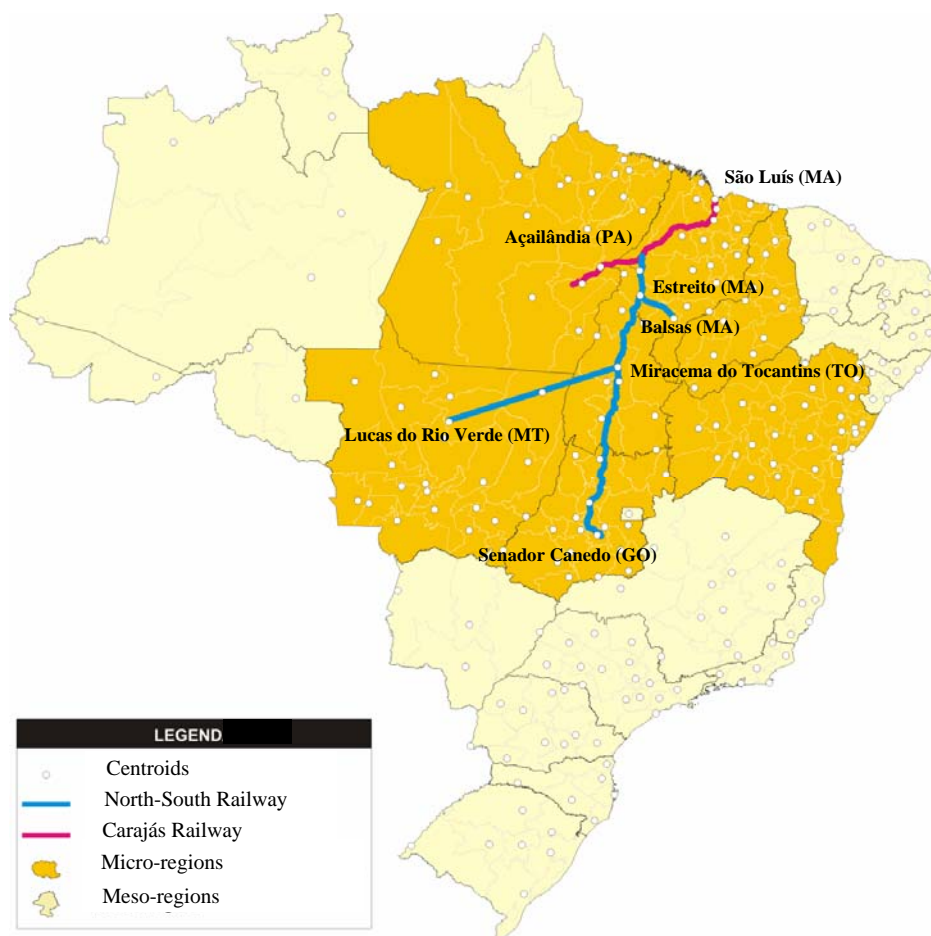 São Luís (MA)
Açailândia (PA)
Estreito (MA)
Balsas (MA)
Miracema do Tocantins (TO)
Lucas do Rio Verde (MT)
Senador Canedo (GO)
LEGEND
Centroids
North-South Railway
Carajás Railway
Micro-regions
Meso-regions